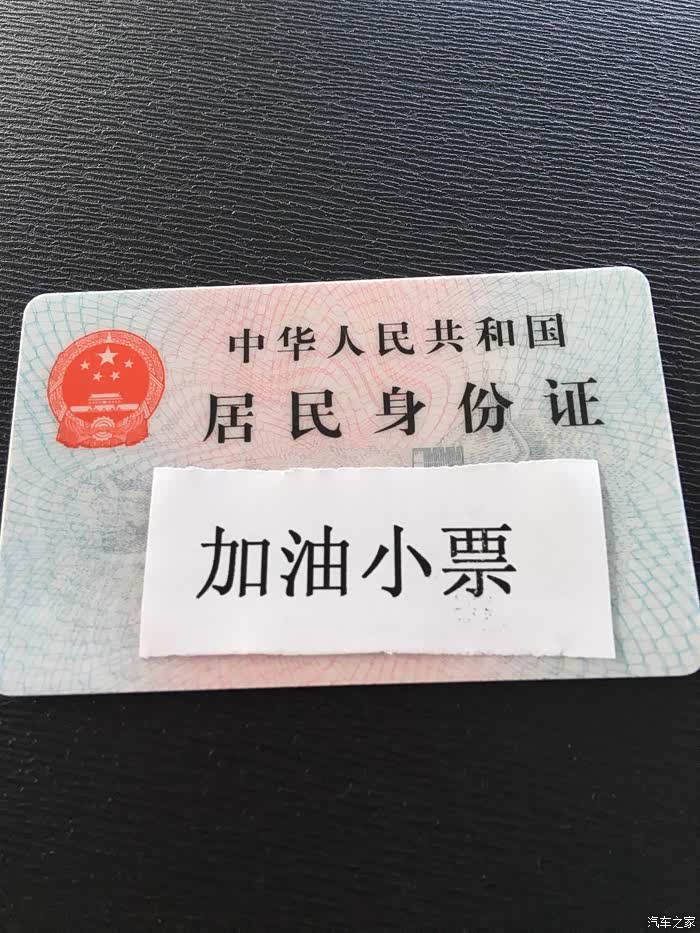 中华人民共和国
居民身份证
加油小票
汽车之家